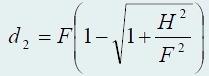 d₂ = F(1−√(1+H²/F²))